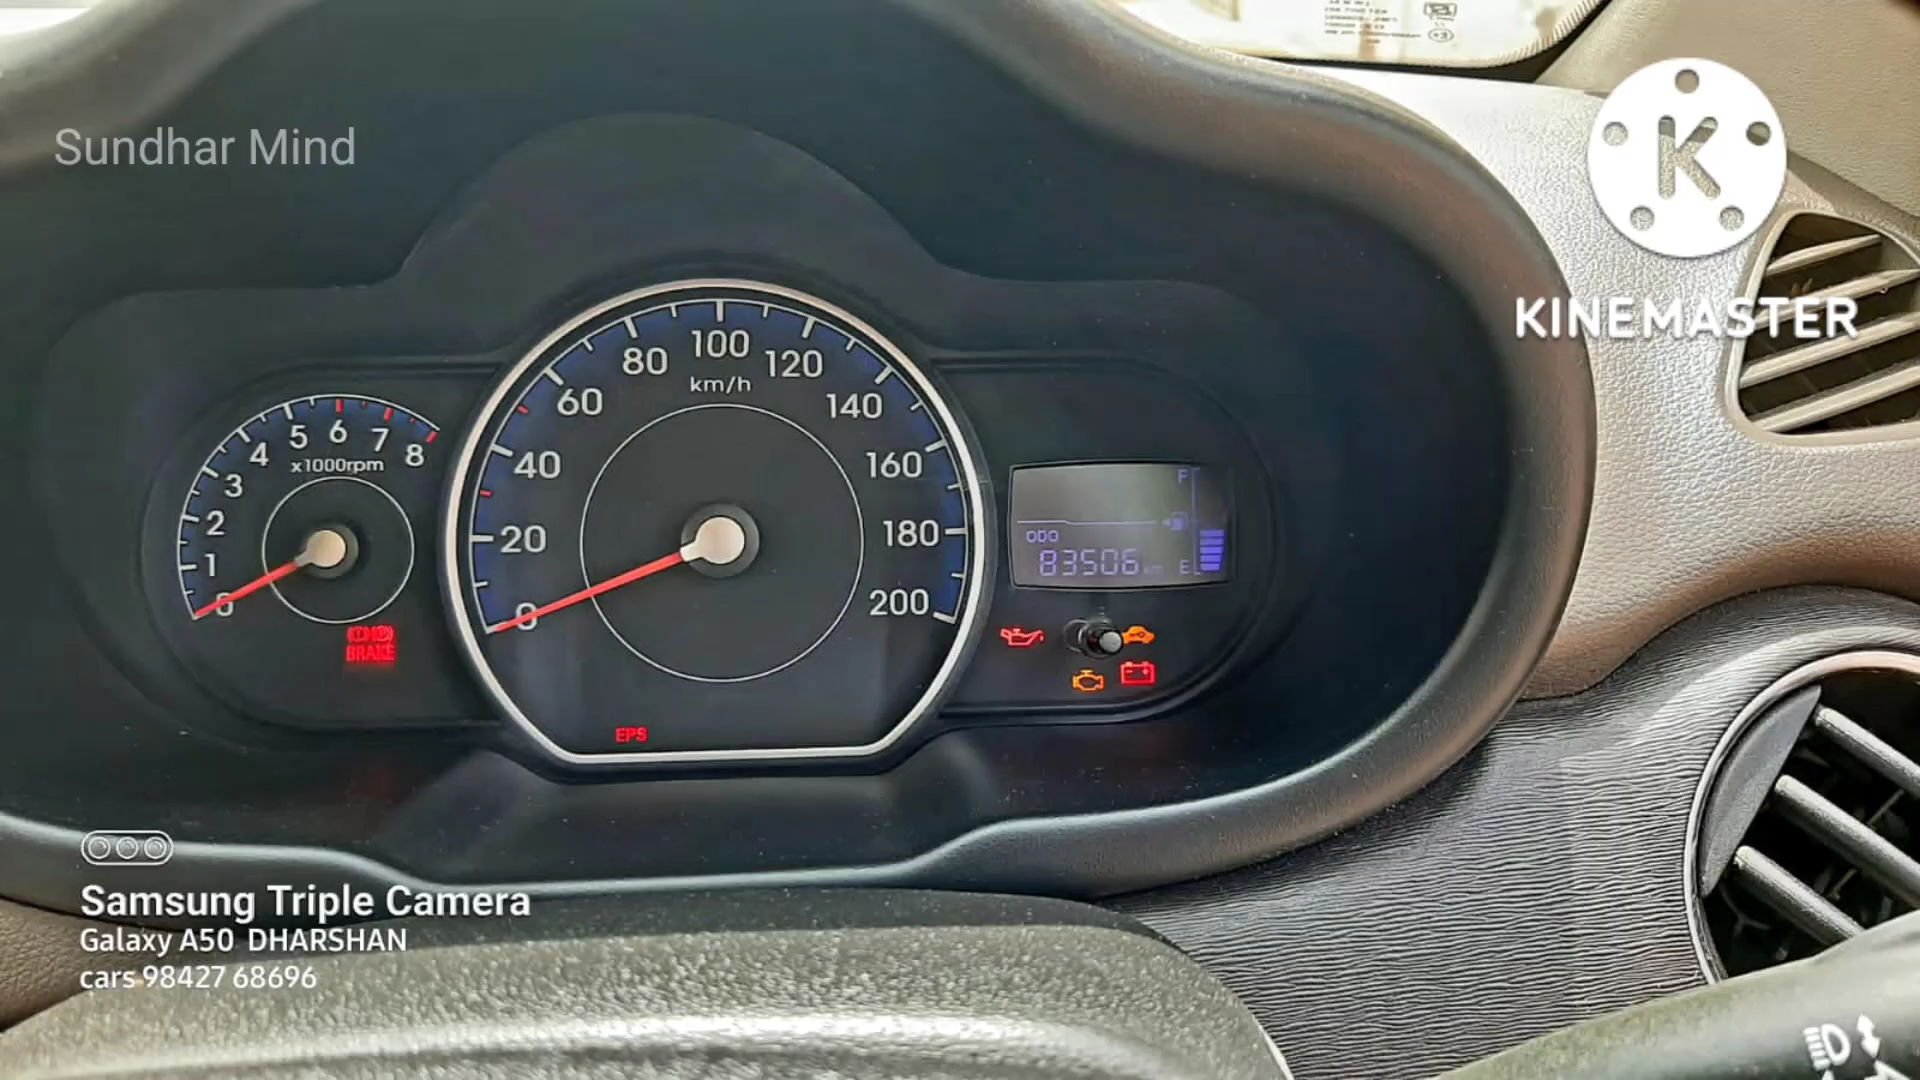 Sundhar Mind
K
KINEMASTER
100
80
120
km/h
60
140
40
160
20
180
0
200
5
6
7
4
8
x1000rpm
3
2
1
0
F
ODO
83506 km
E
BRAKE
EPS
Samsung Triple Camera
Galaxy A50 DHARSHAN
cars 98427 68696